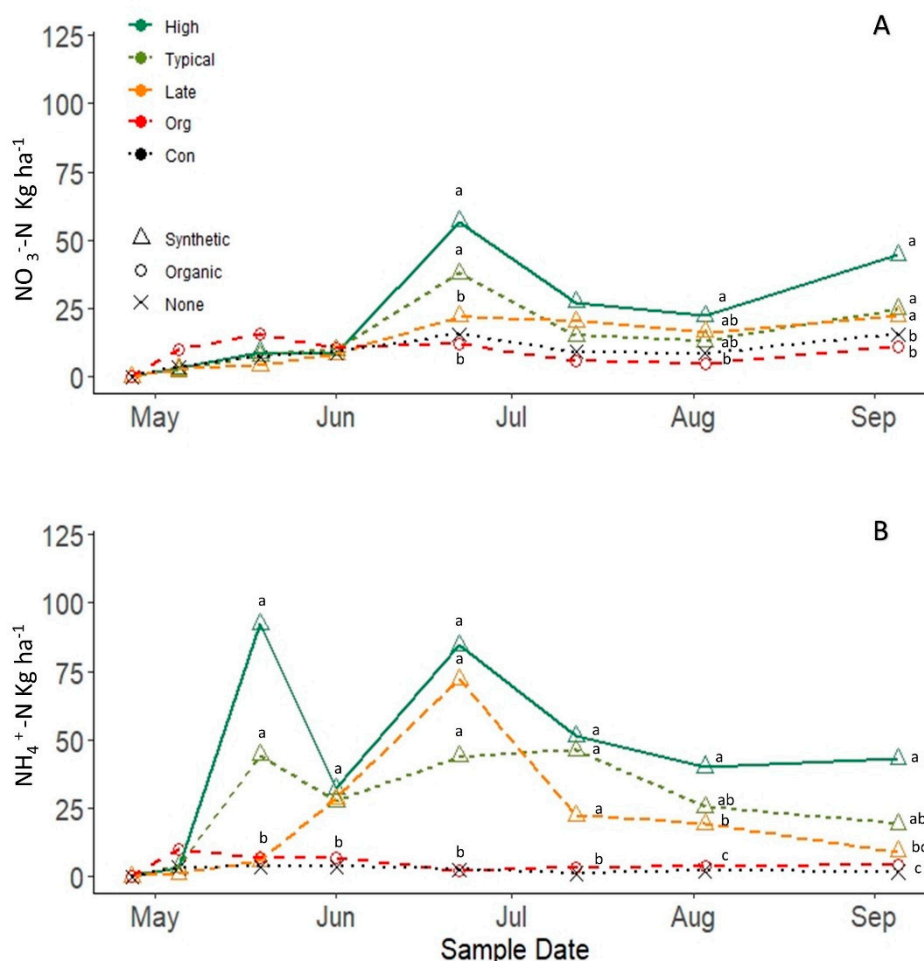 A
125
100
75
50
25
0
NO 3 - -N Kg ha-1
High
Typical
Late
Org
Con
Synthetic
Organic
None
a
a
b
b
a
ab
ab
b
a
a
a
b
b
May Jun Jul Aug Sep
B
125
100
75
50
25
0
NH4 + -N Kg ha-1
a
a
b
a
b
a
a
a
b
a
a
a
b
a
ab
b
c
a
ab
bc
c
May Jun Jul Aug Sep
Sample Date